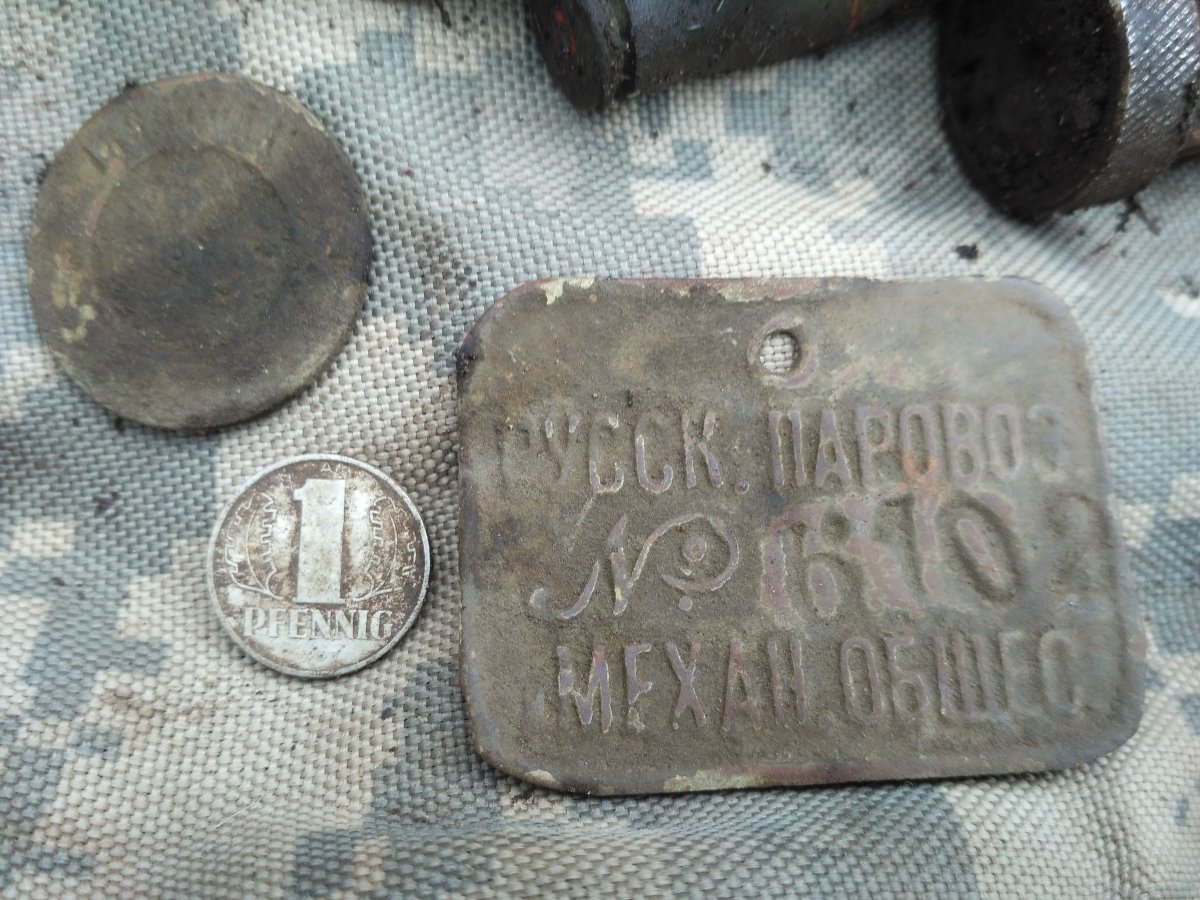 1
PFENNIG
РУССК. ПАРОВОЗ.
№ 6102
МЕХАН. ОБЩЕС.